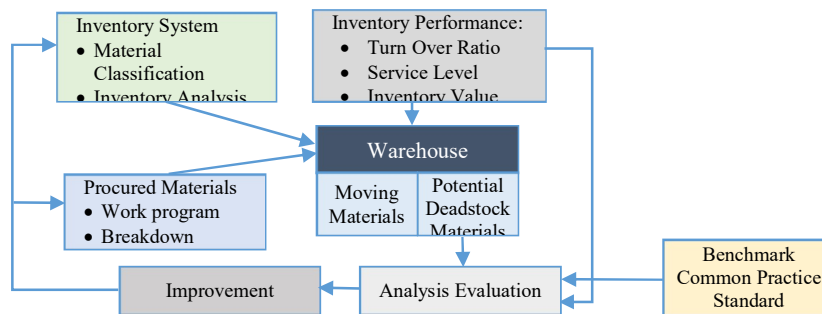 Inventory System
• Material
Classification
• Inventory Analysis
Inventory Performance:
• Turn Over Ratio
• Service Level
• Inventory Value
Warehouse
Moving
Materials
Potential
Deadstock
Materials
Procured Materials
• Work program
• Breakdown
Improvement
Analysis Evaluation
Benchmark
Common Practice
Standard